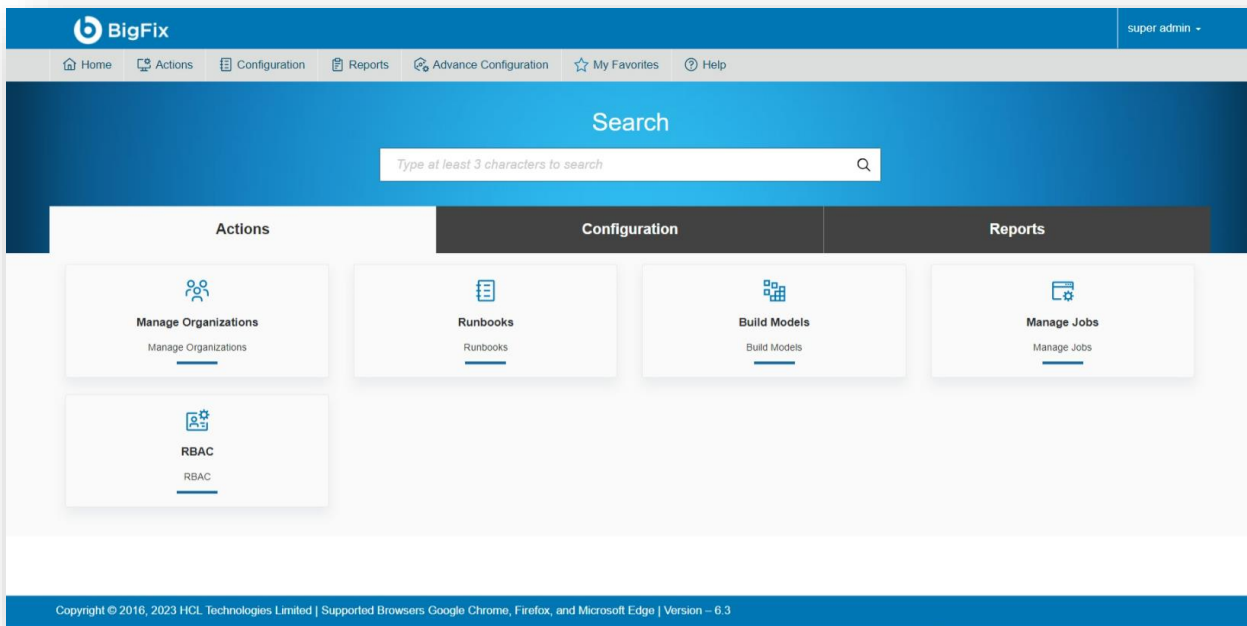 BigFix
super admin
Home Actions Configuration Reports Advance Configuration My Favorites Help
Search
Type at least 3 characters to search
Actions Configuration Reports
Manage Organizations Runbooks Build Models Manage Jobs
Manage Organizations Runbooks Build Models Manage Jobs
RBAC
RBAC
Copyright © 2016, 2023 HCL Technologies Limited | Supported Browsers Google Chrome, Firefox, and Microsoft Edge | Version – 6.3